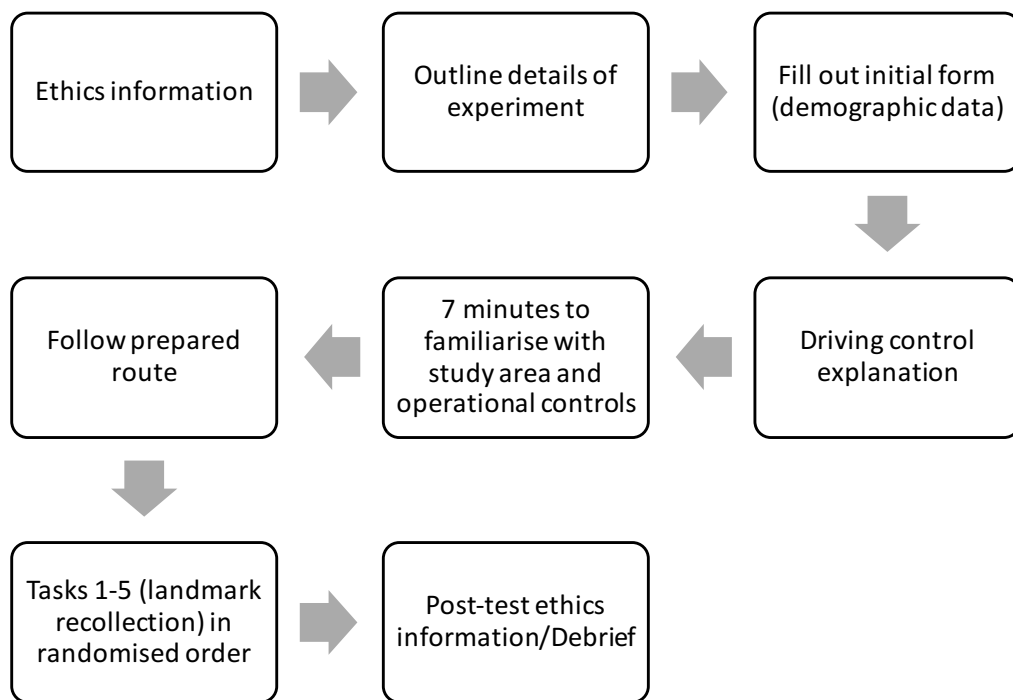 Ethics information
Outline details of
experiment
Fill out initial form
(demographic data)
Driving control
explanation
7 minutes to
familiarise with
study area and
operational controls
Follow prepared
route
Tasks 1-5 (landmark
recollection) in
randomised order
Post-test ethics
information/Debrief